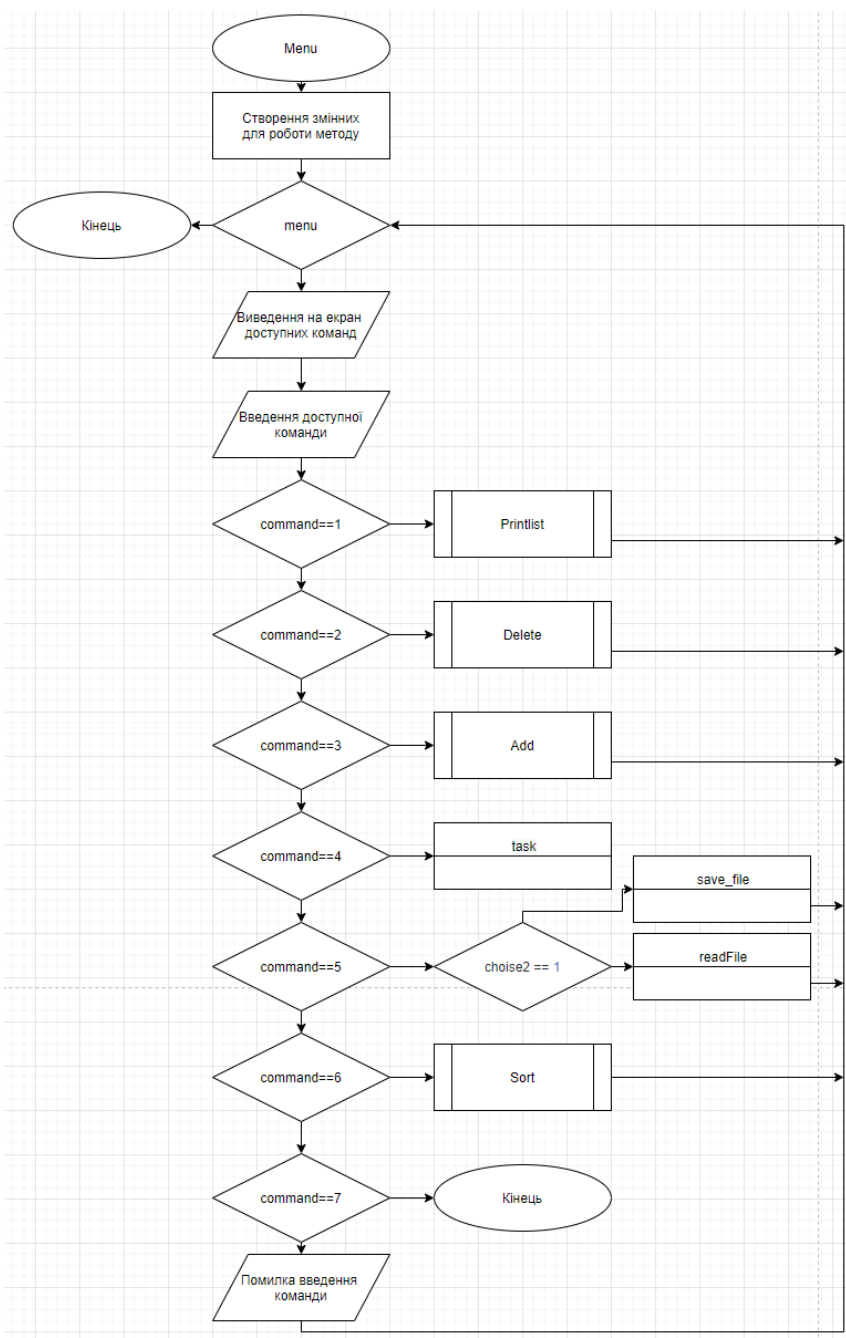 Menu
Створення змінних
для роботи методу
Кінець
menu
Виведення на екран
доступних команд
Введення доступної
команди
command==1
Printlist
command==2
Delete
command==3
Add
command==4
task
save_file
command==5
choise2 == 1
readFile
command==6
Sort
command==7
Кінець
Помилка введення
команди